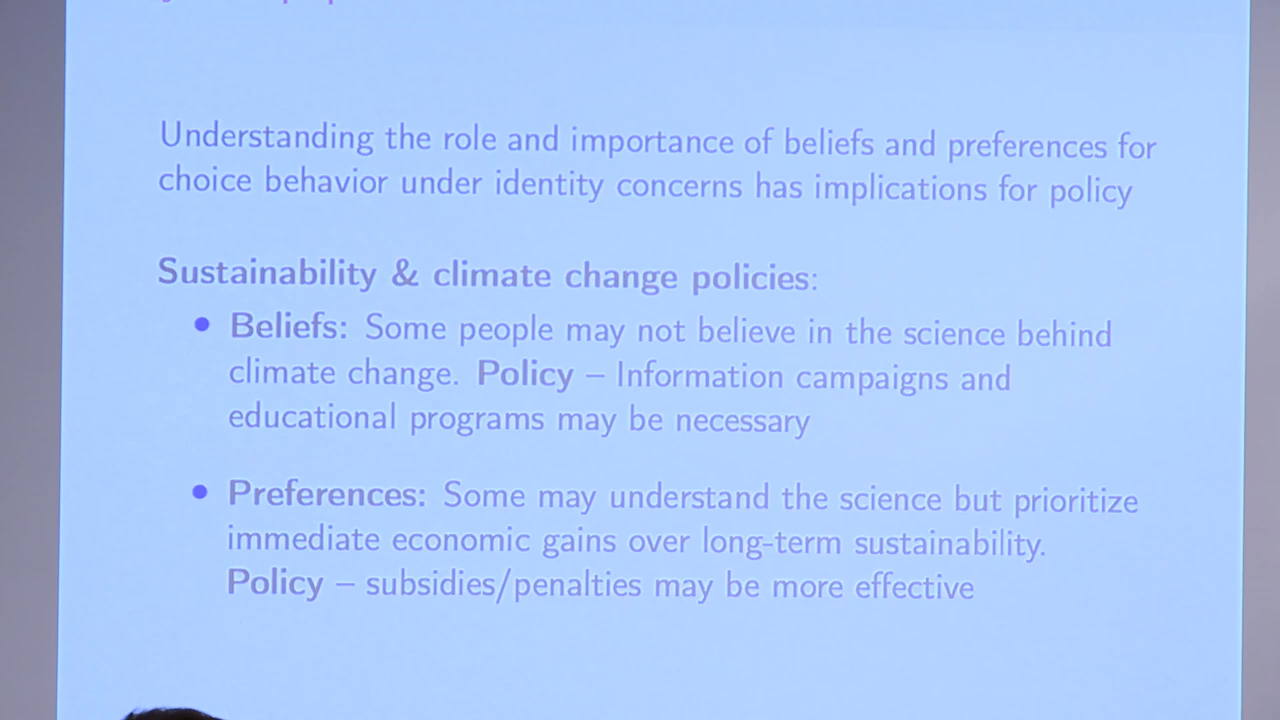 Understanding the role and importance of beliefs and preferences for
choice behavior under identity concerns has implications for policy
Sustainability & climate change policies:
• Beliefs: Some people may not believe in the science behind
climate change. Policy – Information campaigns and
educational programs may be necessary
• Preferences: Some may understand the science but prioritize
immediate economic gains over long-term sustainability.
Policy – subsidies/penalties may be more effective